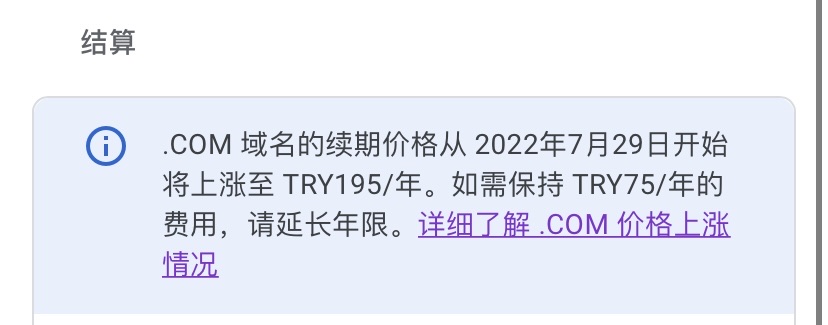 结算
.COM 域名的续期价格从 2022年7月29日开始
将上涨至 TRY195/年。如需保持 TRY75/年的
费用，请延长年限。详细了解 .COM 价格上涨
情况